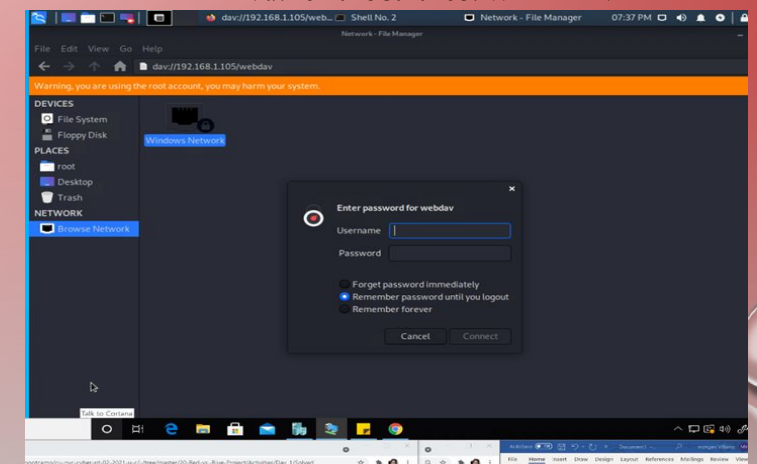 dav://192.168.1.105/web...
Shell No. 2
Network - File Manager
07:37 PM
Network - File Manager
File Edit View Go Help
dav://192.168.1.105/webdav
Warning, you are using the root account, you may harm your system.
DEVICES
File System
Floppy Disk
Windows Network
PLACES
root
Desktop
Trash
NETWORK
Browse Network
Enter password for webdav
Username
Password
Forget password immediately
Remember password until you logout
Remember forever
Cancel Connect
Talk to Cortana
File Home Insert Draw Design Layout References Mailings Review View